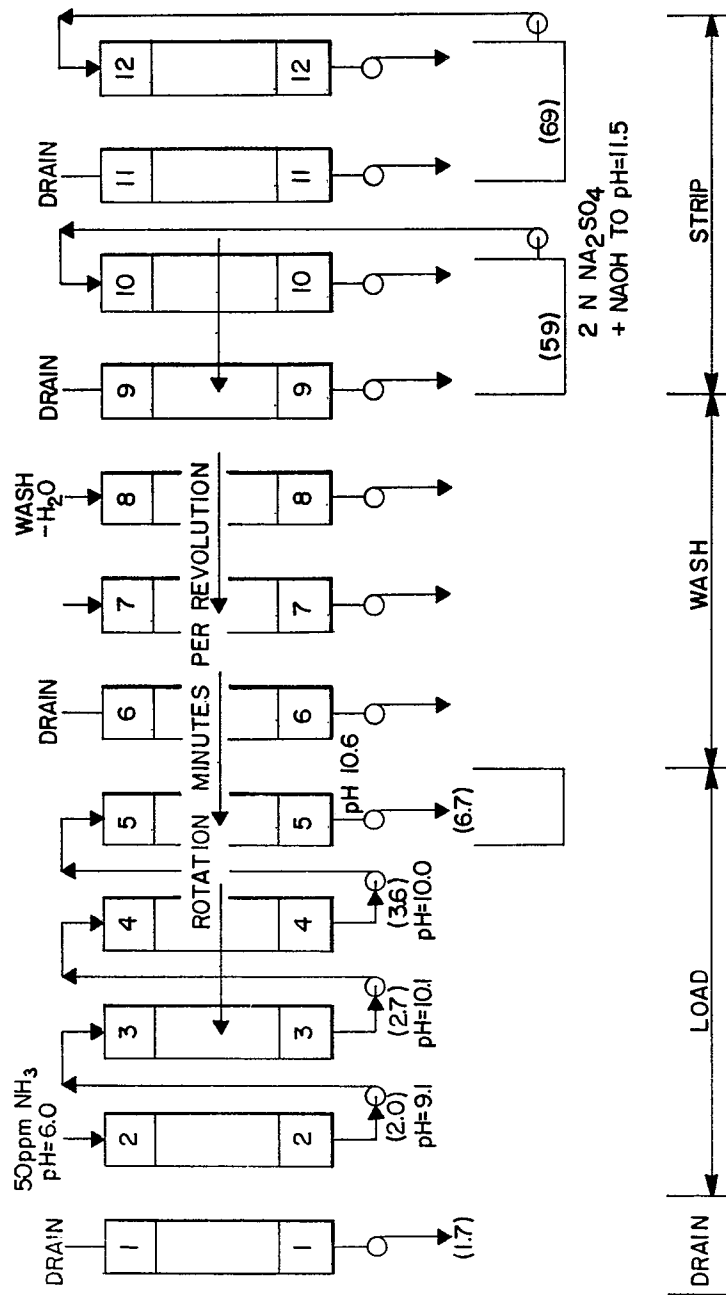 DRAIN
50ppm NH₃
pH=6.0
DRAIN
WASH
-H₂O
DRAIN
DRAIN
1 2 3 4 5 6 7 8 9 10 11 12
ROTATION MINUTES PER REVOLUTION
1 2 3 4 5 6 7 8 9 10 11 12
pH 10.6
(1.7)
(2.0)
pH=9.1
(2.7)
pH=10.1
(3.6)
pH=10.0
(6.7)
(59)
(69)
2 N NA₂SO₄
+ NAOH TO pH=11.5
DRAIN LOAD WASH STRIP